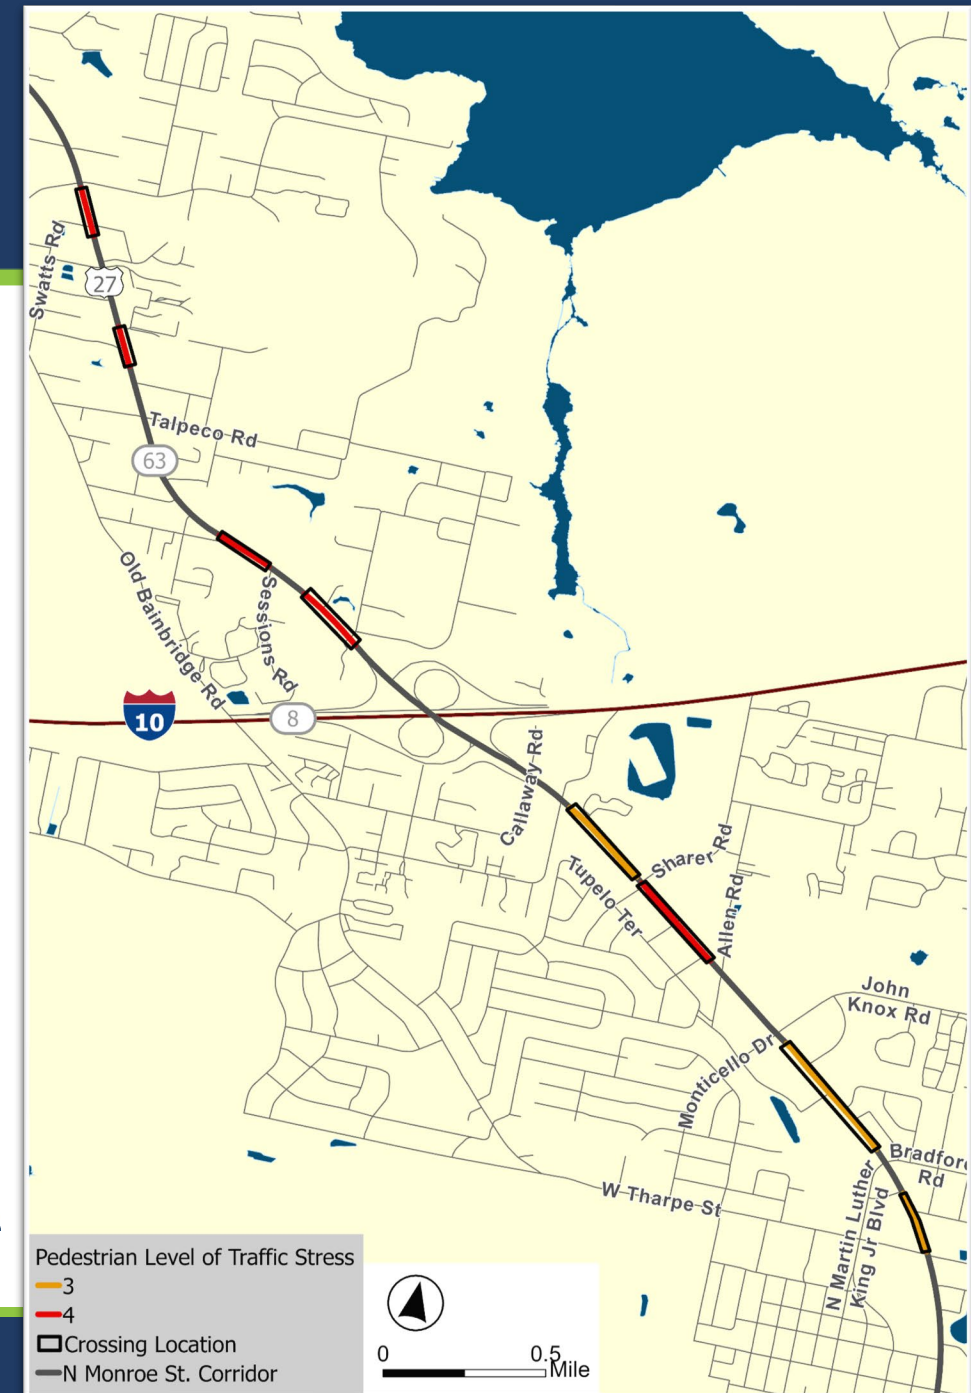 Swatts Rd
27
Talpeco Rd
63
Old Bainbridge Rd
Sessions Rd
10
8
Callaway Rd
Sharer Rd
Tupelo Ter
Allen Rd
John
Knox Rd
Monticello Dr
Bradford
Rd
W Tharpe St
N Martin Luther
King Jr Blvd
Pedestrian Level of Traffic Stress
3
4
Crossing Location
N Monroe St. Corridor
0
0.5
Mile